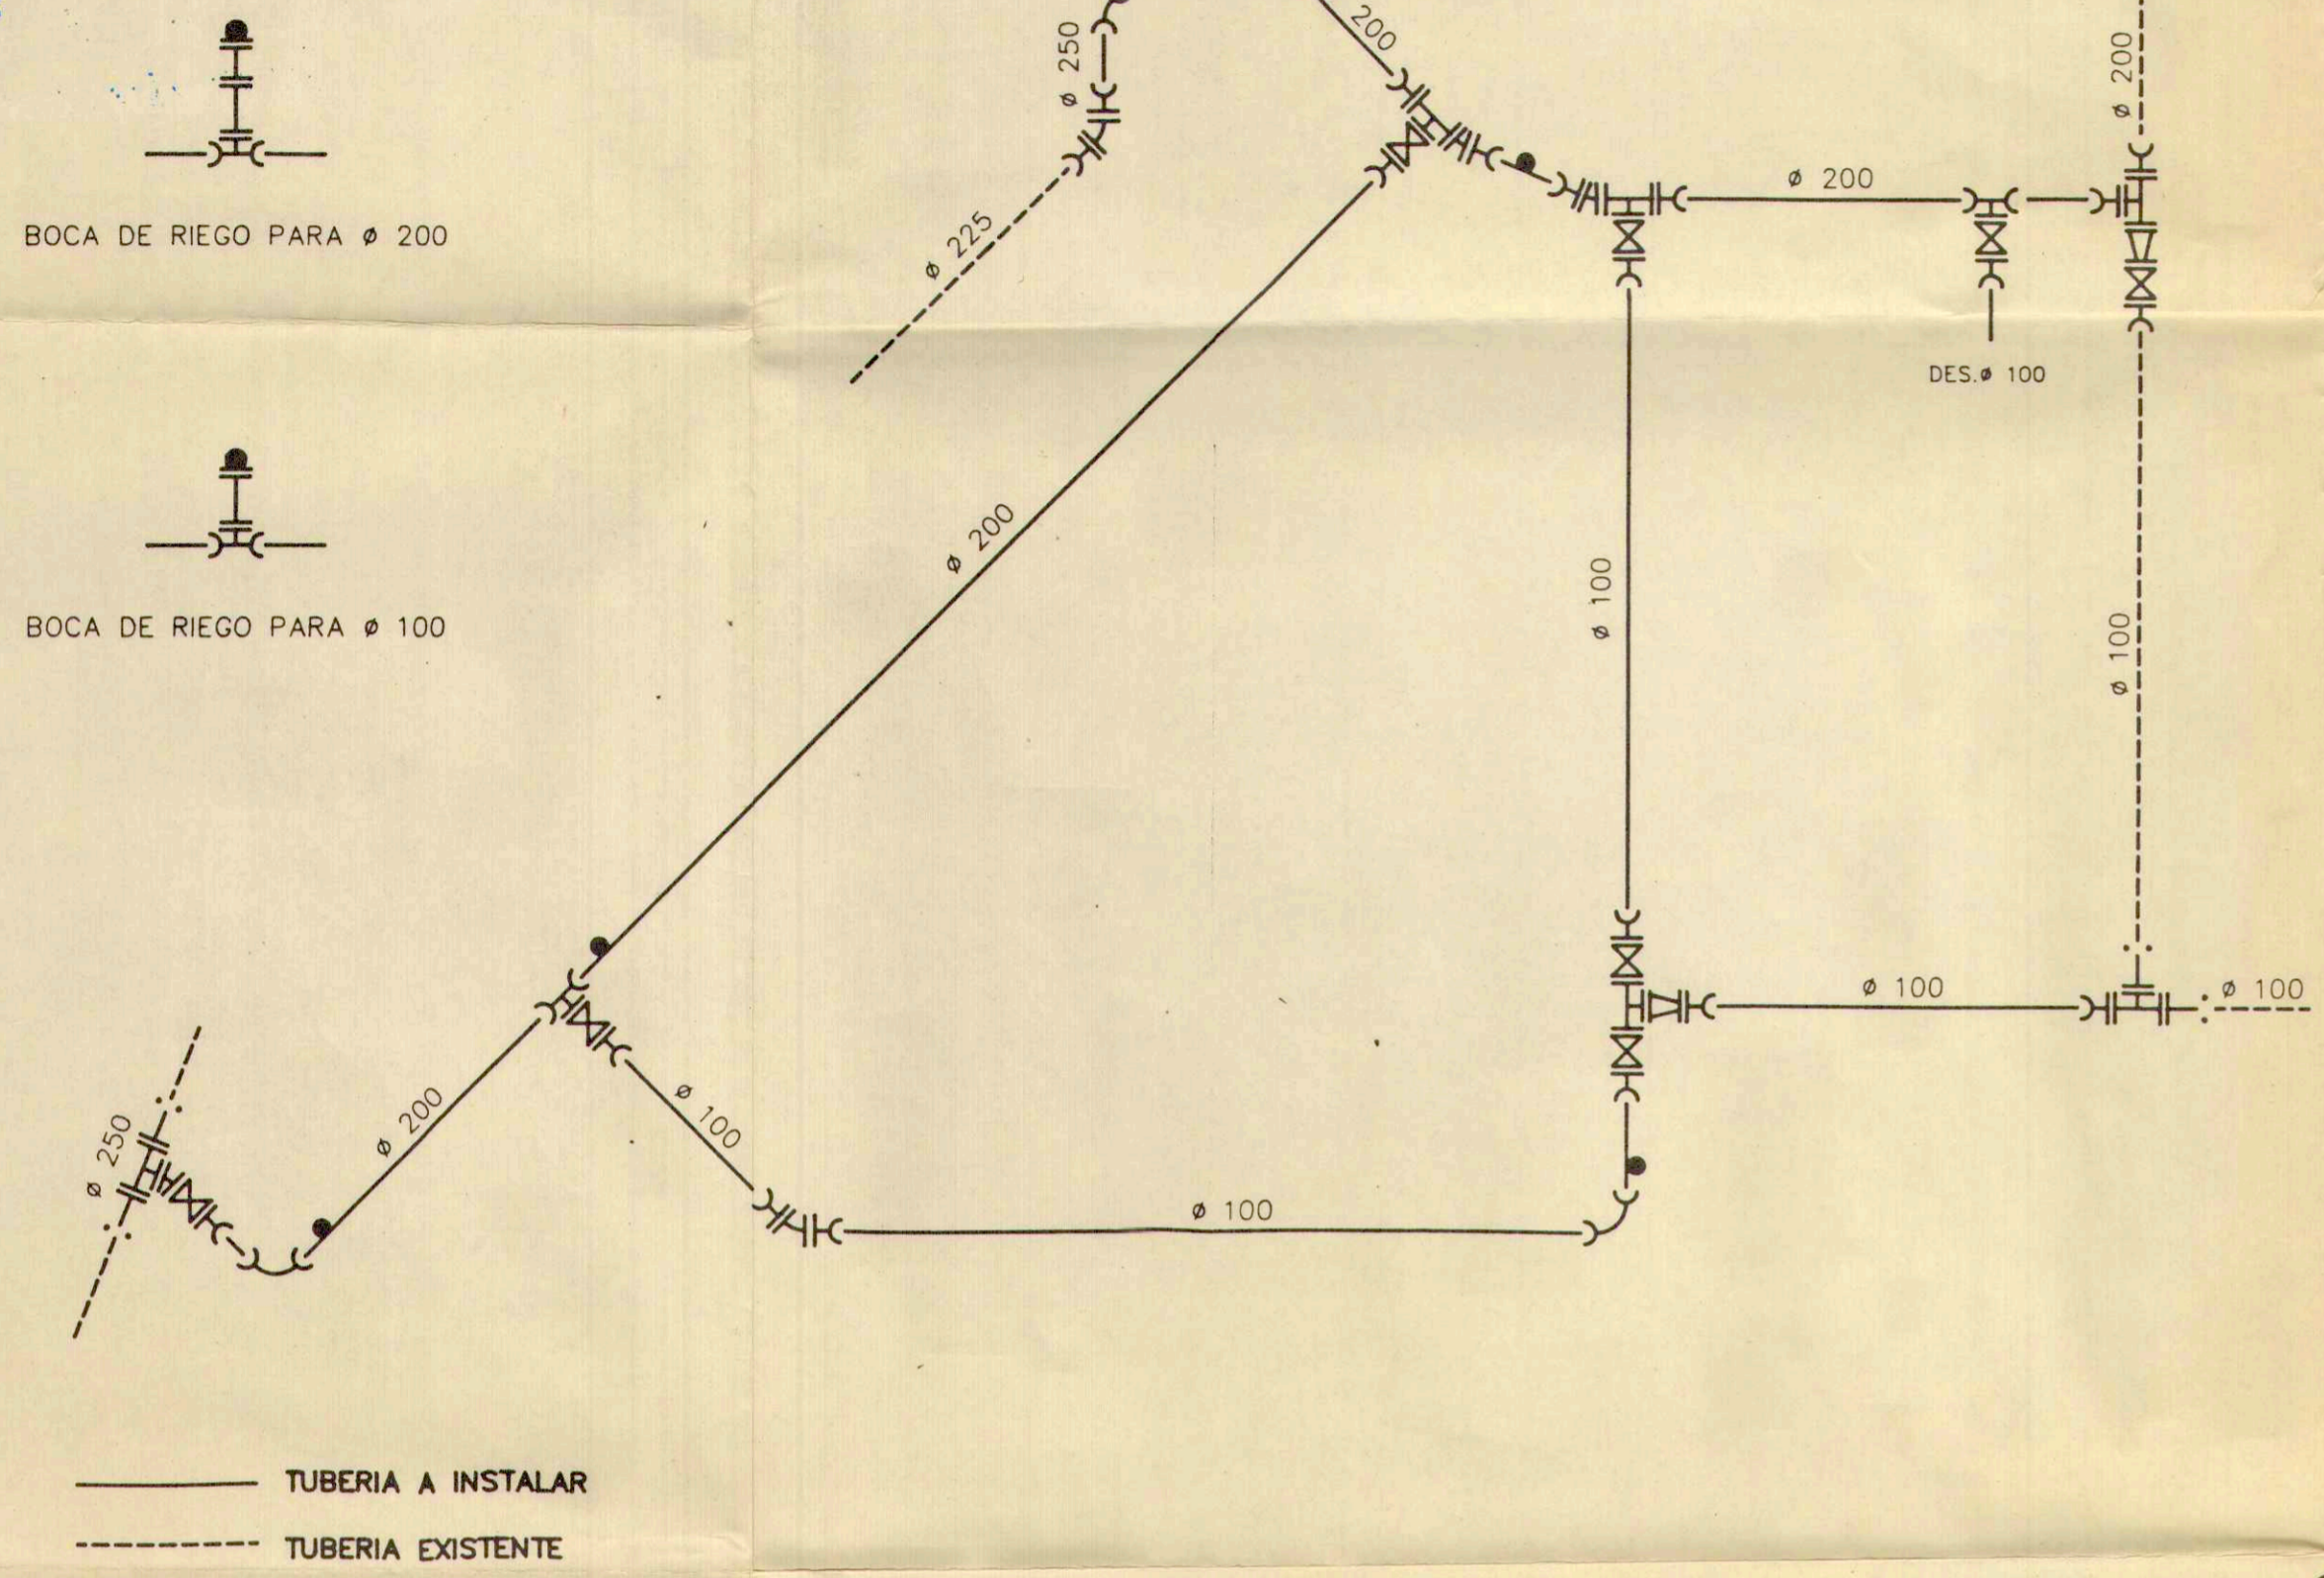 ø 250
200
ø 200
BOCA DE RIEGO PARA ø 200
ø 225
ø 200
DES.ø 100
ø 200
ø 100
ø 100
BOCA DE RIEGO PARA ø 100
ø 100
ø 100
ø 250
ø 200
ø 100
ø 100
TUBERIA A INSTALAR
TUBERIA EXISTENTE